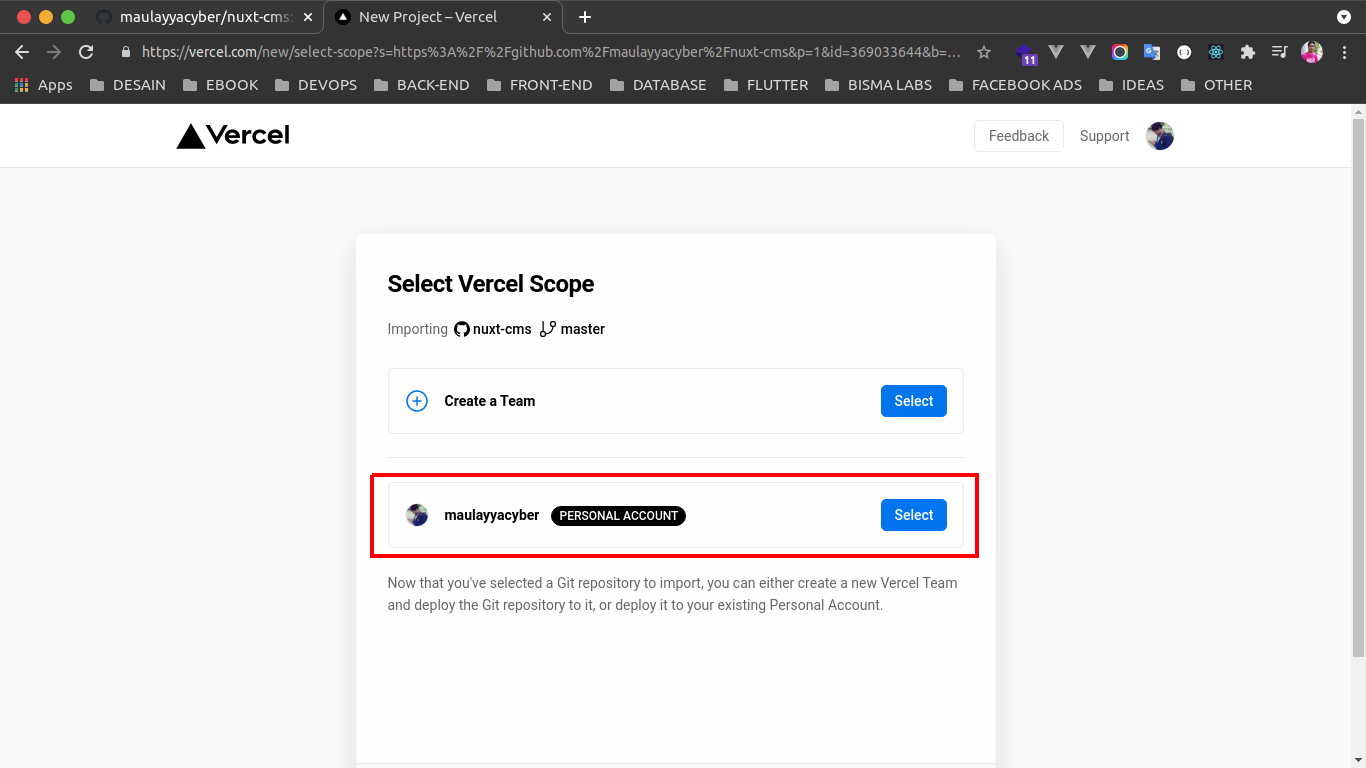 maulayyacyber/nuxt-cms:
New Project – Vercel
https://vercel.com/new/select-scope?s=https%3A%2F%2Fgithub.com%2Fmaulayyacyber%2Fnuxt-cms&p=1&id=369033644&b=...
11
Apps DESAIN EBOOK DEVOPS BACK-END FRONT-END DATABASE FLUTTER BISMA LABS FACEBOOK ADS IDEAS OTHER
Vercel
Feedback Support
Select Vercel Scope
Importing nuxt-cms master
Create a Team Select
maulayyacyber PERSONAL ACCOUNT Select
Now that you've selected a Git repository to import, you can either create a new Vercel Team
and deploy the Git repository to it, or deploy it to your existing Personal Account.